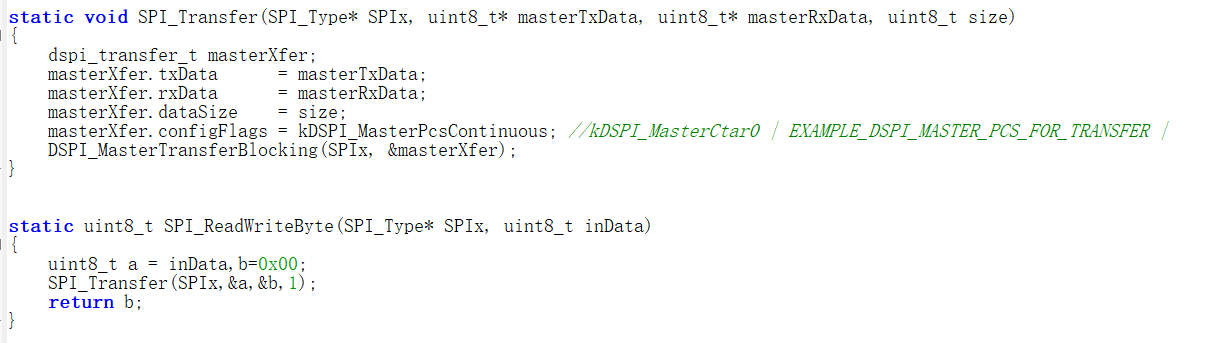 static void SPI_Transfer(SPI_Type* SPIx, uint8_t* masterTxData, uint8_t* masterRxData, uint8_t size)
{
    dspi_transfer_t masterXfer;
    masterXfer.txData      = masterTxData;
    masterXfer.rxData      = masterRxData;
    masterXfer.dataSize    = size;
    masterXfer.configFlags = kDSPI_MasterPcsContinuous; //kDSPI_MasterCtar0 | EXAMPLE_DSPI_MASTER_PCS_FOR_TRANSFER |
    DSPI_MasterTransferBlocking(SPIx, &masterXfer);
}
static uint8_t SPI_ReadWriteByte(SPI_Type* SPIx, uint8_t inData)
{
    uint8_t a = inData,b=0x00;
    SPI_Transfer(SPIx,&a,&b,1);
    return b;
}